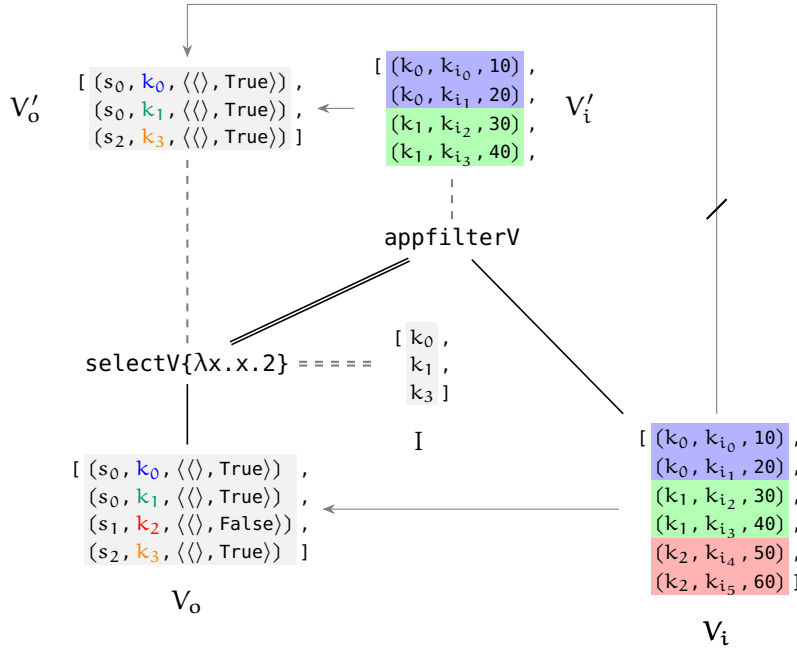 [ (s₀, k₀, ⟨⟨⟩, True⟩) ,
(s₀, k₁, ⟨⟨⟩, True⟩) ,
(s₂, k₃, ⟨⟨⟩, True⟩) ]
V′ₒ
[ (k₀, kᵢ₀, 10) ,
(k₀, kᵢ₁, 20) ,
(k₁, kᵢ₂, 30) ,
(k₁, kᵢ₃, 40) ,
V′ᵢ
appfilterV
selectV{λx.x.2}
[ k₀ ,
k₁ ,
k₃ ]
I
[ (s₀, k₀, ⟨⟨⟩, True⟩) ,
(s₀, k₁, ⟨⟨⟩, True⟩) ,
(s₁, k₂, ⟨⟨⟩, False⟩) ,
(s₂, k₃, ⟨⟨⟩, True⟩) ]
Vₒ
[ (k₀, kᵢ₀, 10) ,
(k₀, kᵢ₁, 20) ,
(k₁, kᵢ₂, 30) ,
(k₁, kᵢ₃, 40) ,
(k₂, kᵢ₄, 50) ,
(k₂, kᵢ₅, 60) ]
Vᵢ